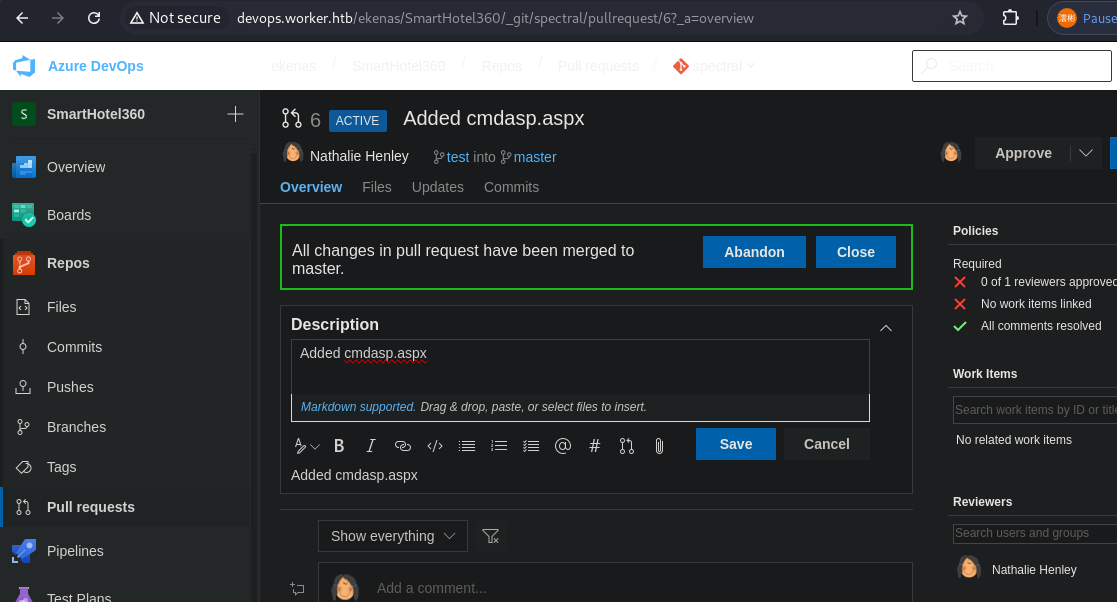 Not secure devops.worker.htb/ekenas/SmartHotel360/_git/spectral/pullrequest/6?_a=overview 霈彬 Pause
Azure DevOps ekenas / SmartHotel360 / Repos / Pull requests / spectral Search
S SmartHotel360
Overview
Boards
Repos
Files
Commits
Pushes
Branches
Tags
Pull requests
Pipelines
Test Plans
6 ACTIVE Added cmdasp.aspx
Nathalie Henley test into master
Approve
Overview Files Updates Commits
All changes in pull request have been merged to
master.
Abandon Close
Description
Added cmdasp.aspx
Markdown supported. Drag & drop, paste, or select files to insert.
Save Cancel
Added cmdasp.aspx
Show everything
Add a comment...
Policies
Required
0 of 1 reviewers approved
No work items linked
All comments resolved
Work Items
Search work items by ID or title
No related work items
Reviewers
Search users and groups
Nathalie Henley